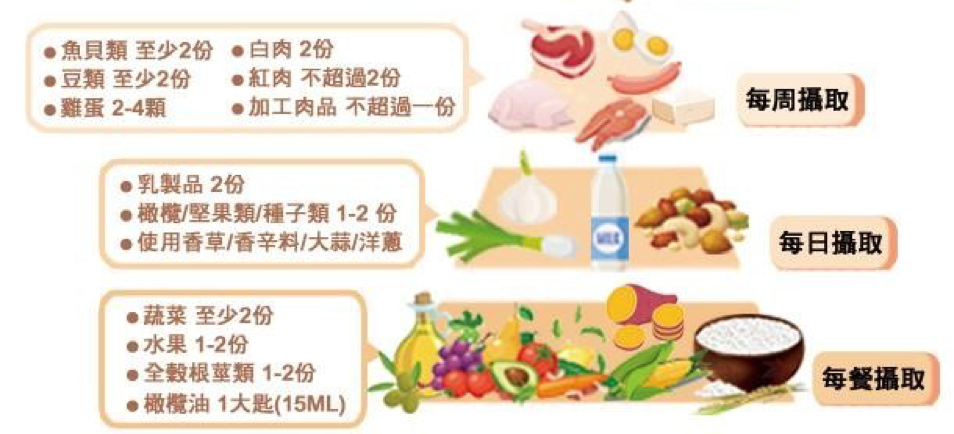 ● 魚貝類 至少2份 ● 白肉 2份
● 豆類 至少2份 ● 紅肉 不超過2份
● 雞蛋 2-4顆 ● 加工肉品 不超過一份
每周攝取
● 乳製品 2份
● 橄欖/堅果類/種子類 1-2 份
● 使用香草/香辛料/大蒜/洋蔥
MILK
每日攝取
● 蔬菜 至少2份
● 水果 1-2份
● 全穀根莖類 1-2份
● 橄欖油 1大匙(15ML)
每餐攝取